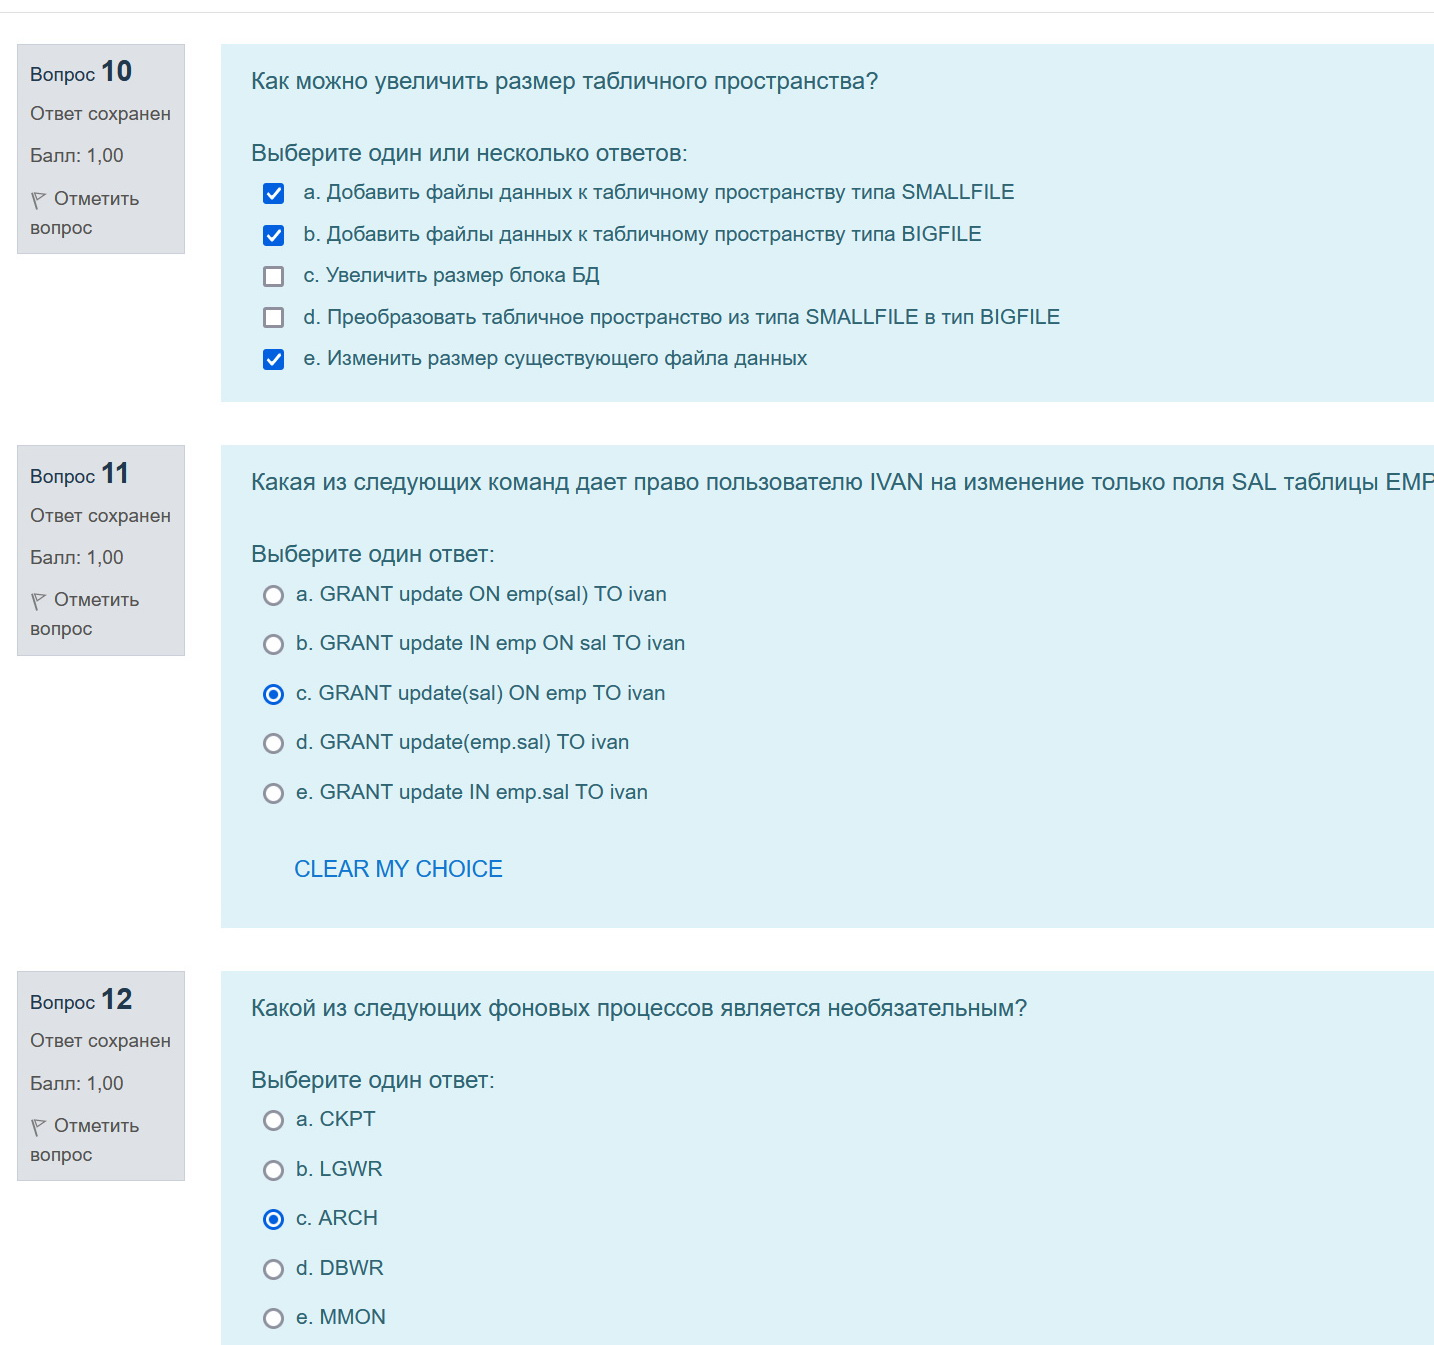 Вопрос 10
Ответ сохранен
Балл: 1,00
Отметить
вопрос
Как можно увеличить размер табличного пространства?
Выберите один или несколько ответов:
a. Добавить файлы данных к табличному пространству типа SMALLFILE
b. Добавить файлы данных к табличному пространству типа BIGFILE
c. Увеличить размер блока БД
d. Преобразовать табличное пространство из типа SMALLFILE в тип BIGFILE
e. Изменить размер существующего файла данных
Вопрос 11
Ответ сохранен
Балл: 1,00
Отметить
вопрос
Какая из следующих команд дает право пользователю IVAN на изменение только поля SAL таблицы EMP
Выберите один ответ:
a. GRANT update ON emp(sal) TO ivan
b. GRANT update IN emp ON sal TO ivan
c. GRANT update(sal) ON emp TO ivan
d. GRANT update(emp.sal) TO ivan
e. GRANT update IN emp.sal TO ivan
CLEAR MY CHOICE
Вопрос 12
Ответ сохранен
Балл: 1,00
Отметить
вопрос
Какой из следующих фоновых процессов является необязательным?
Выберите один ответ:
a. CKPT
b. LGWR
c. ARCH
d. DBWR
e. MMON